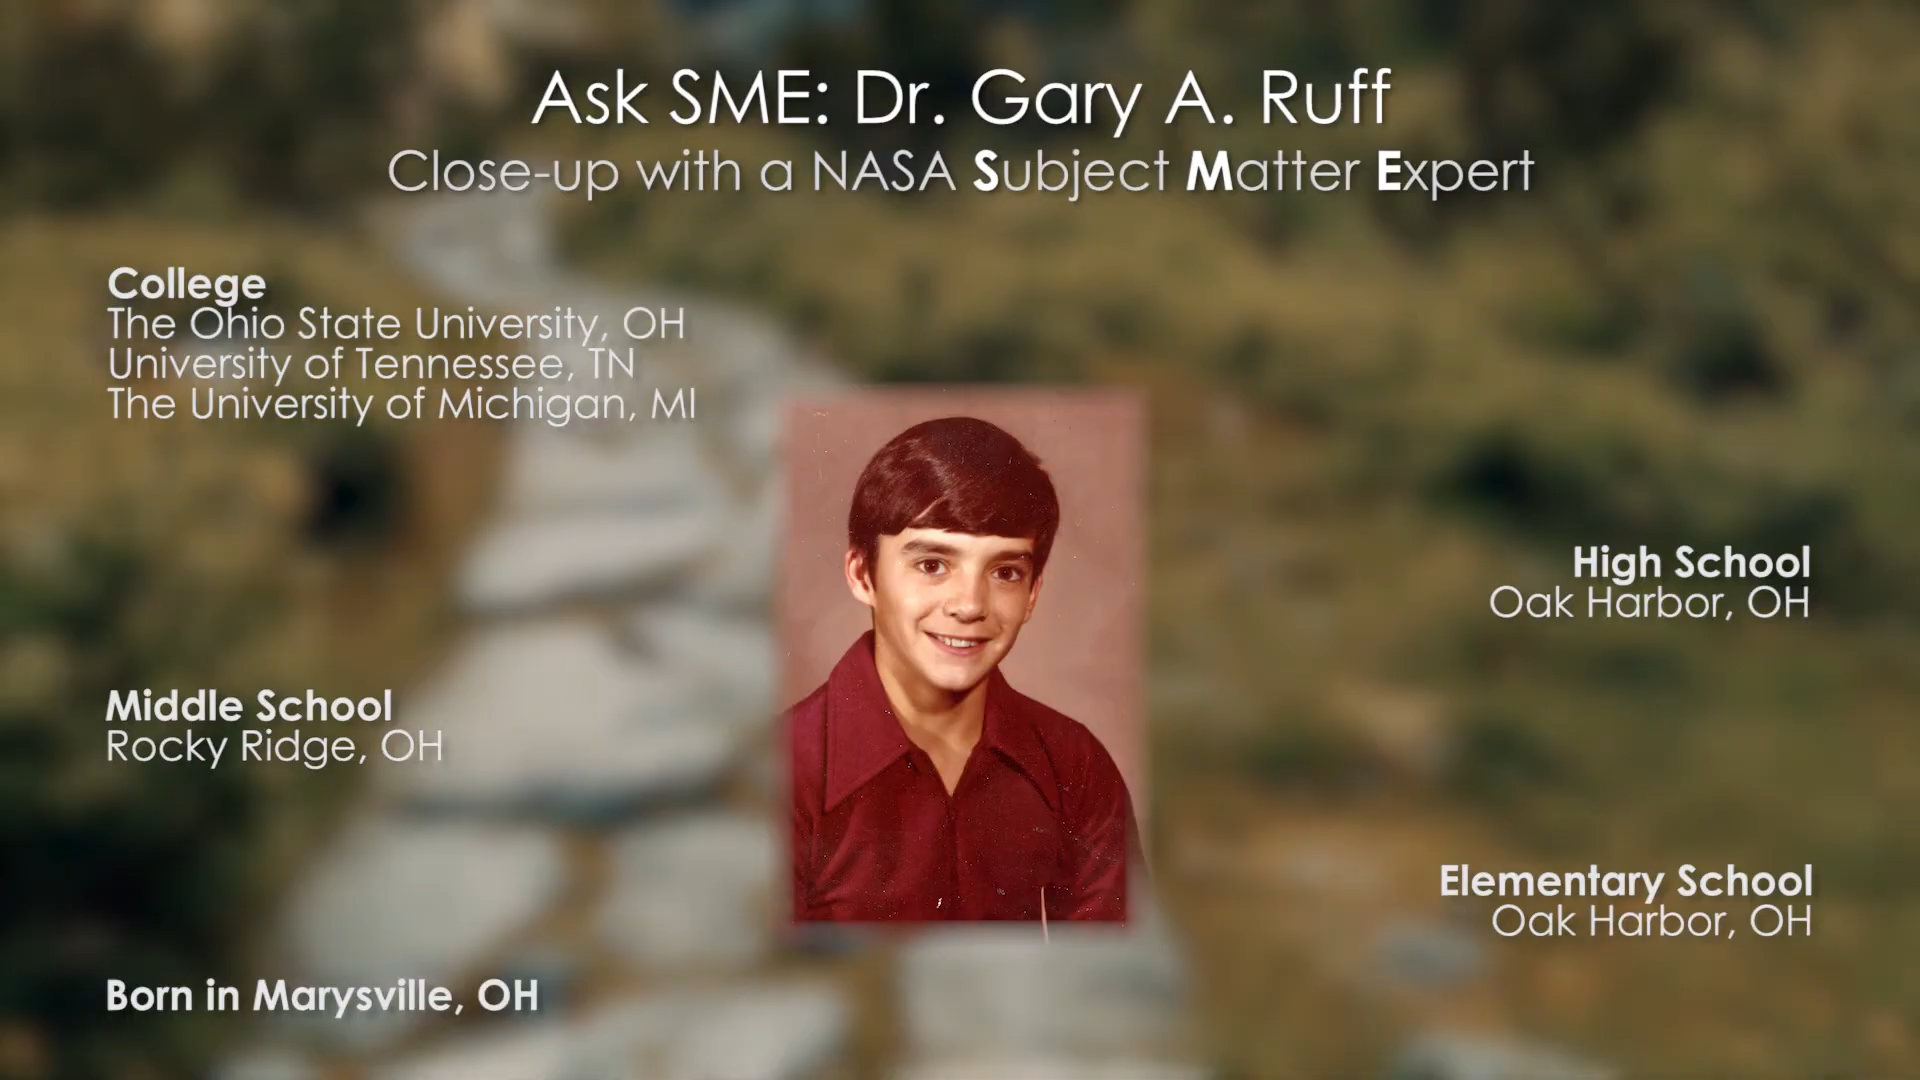 Ask SME: Dr. Gary A. Ruff
Close-up with a NASA Subject Matter Expert
College
The Ohio State University, OH
University of Tennessee, TN
The University of Michigan, MI
High School
Oak Harbor, OH
Middle School
Rocky Ridge, OH
Elementary School
Oak Harbor, OH
Born in Marysville, OH